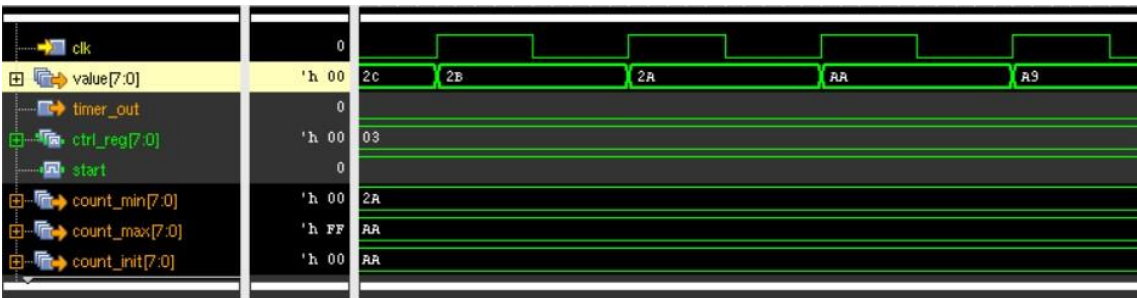 clk 0
value[7:0] 'h 00 2C 2B 2A AA A9
timer_out 0
ctrl_reg[7:0] 'h 00 03
start 0
count_min[7:0] 'h 00 2A
count_max[7:0] 'h FF AA
count_init[7:0] 'h 00 AA